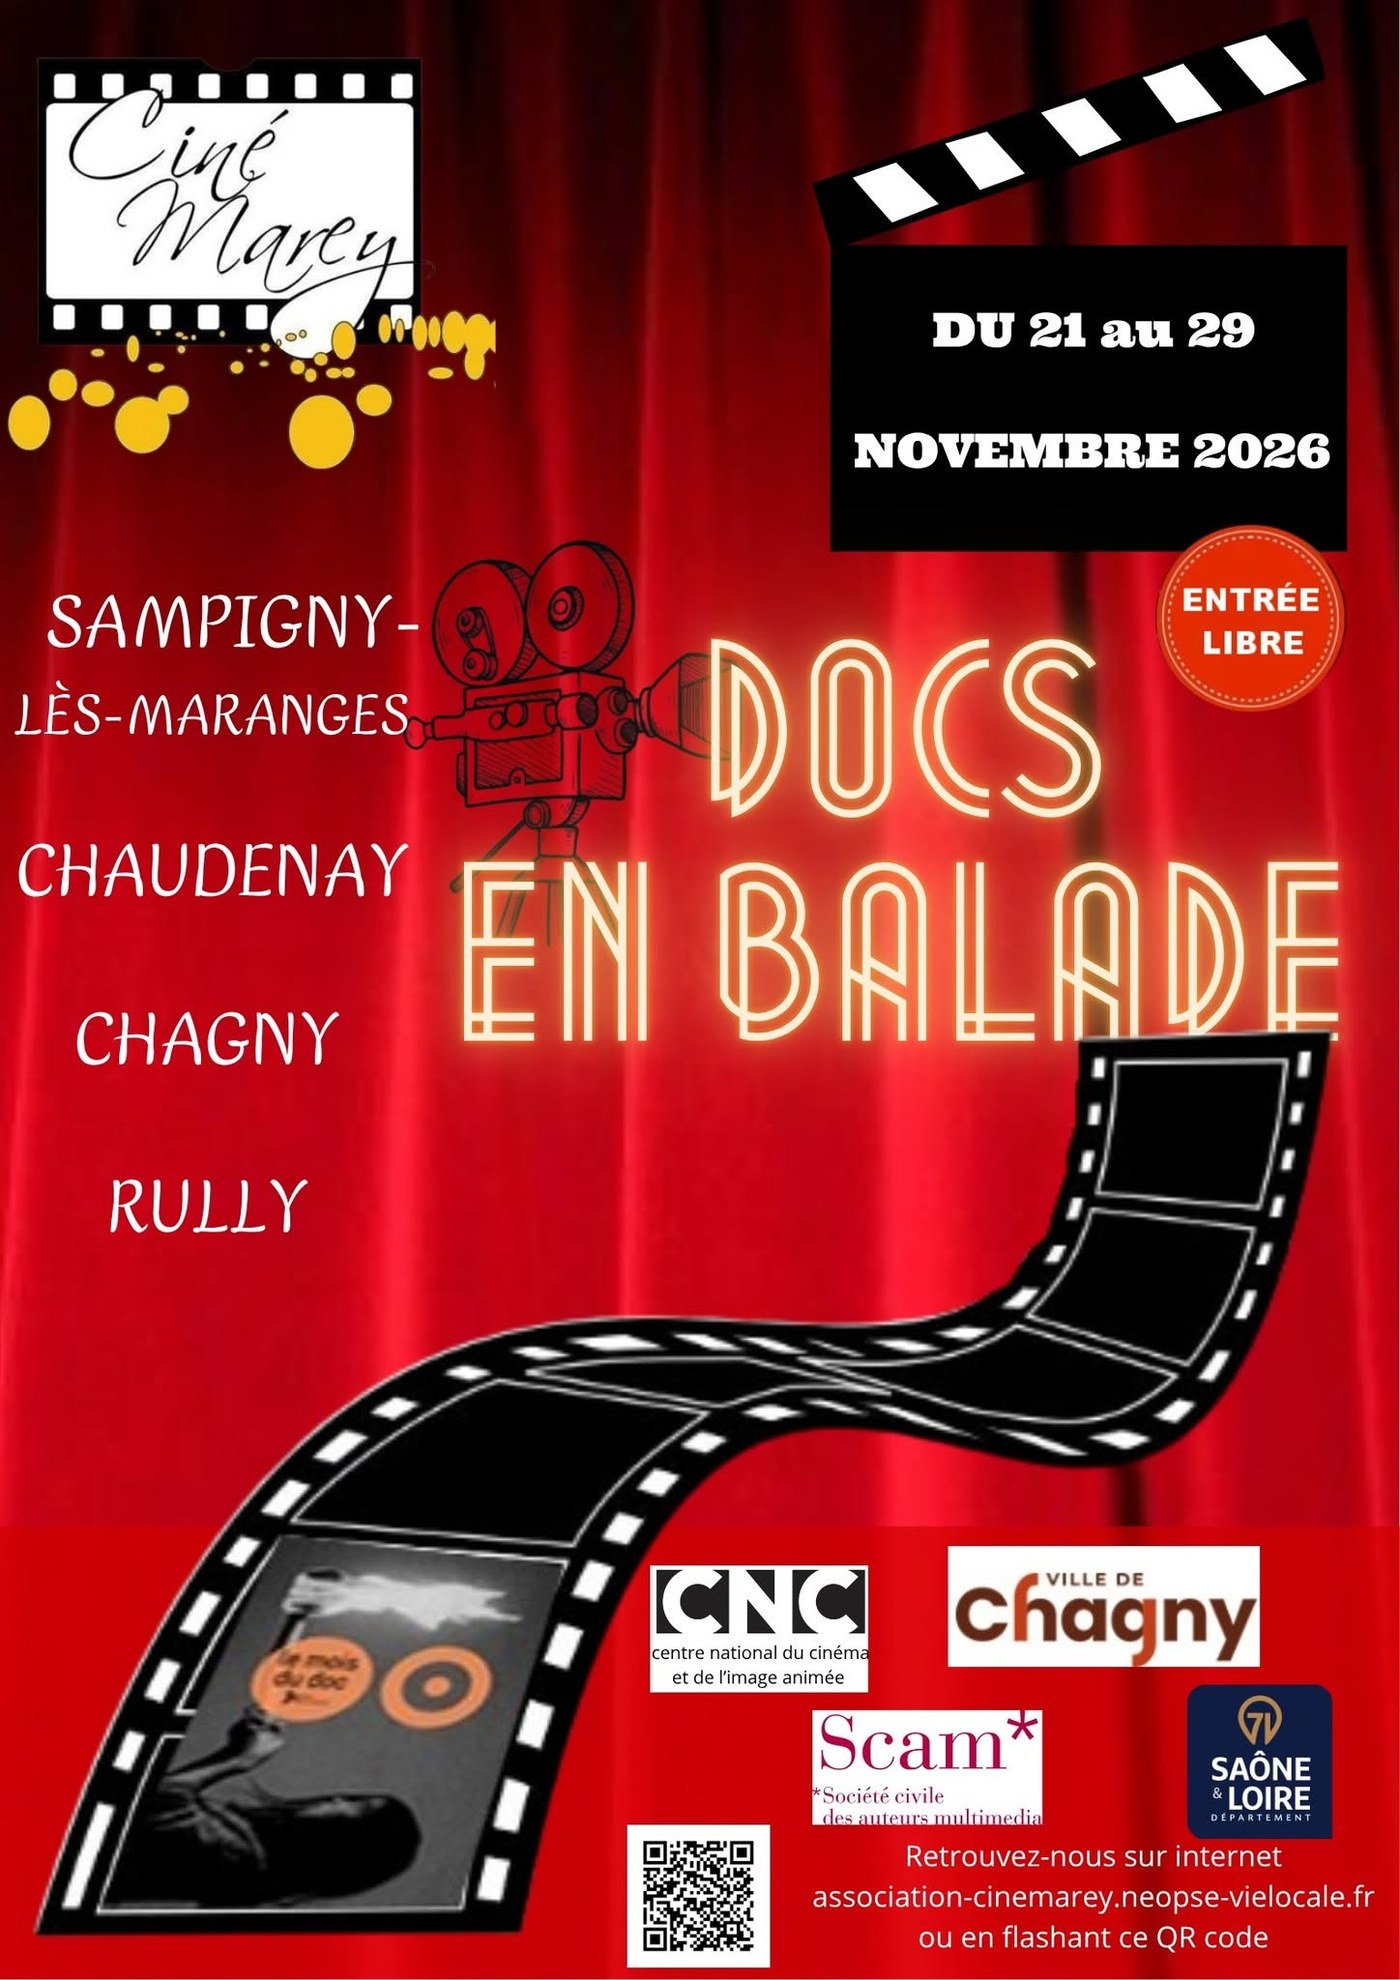 Ciné
Marey
DU 21 au 29
NOVEMBRE 2026
ENTRÉE
LIBRE
SAMPIGNY-
LÈS-MARANGES
CHAUDENAY
CHAGNY
RULLY
DOCS
EN BALADE
le mois
du doc
CNC
centre national du cinéma
et de l'image animée
VILLE DE
Chagny
Scam*
*Société civile
des auteurs multimedia
71
SAÔNE
& LOIRE
DÉPARTEMENT
Retrouvez-nous sur internet
association-cinemarey.neopse-vielocale.fr
ou en flashant ce QR code